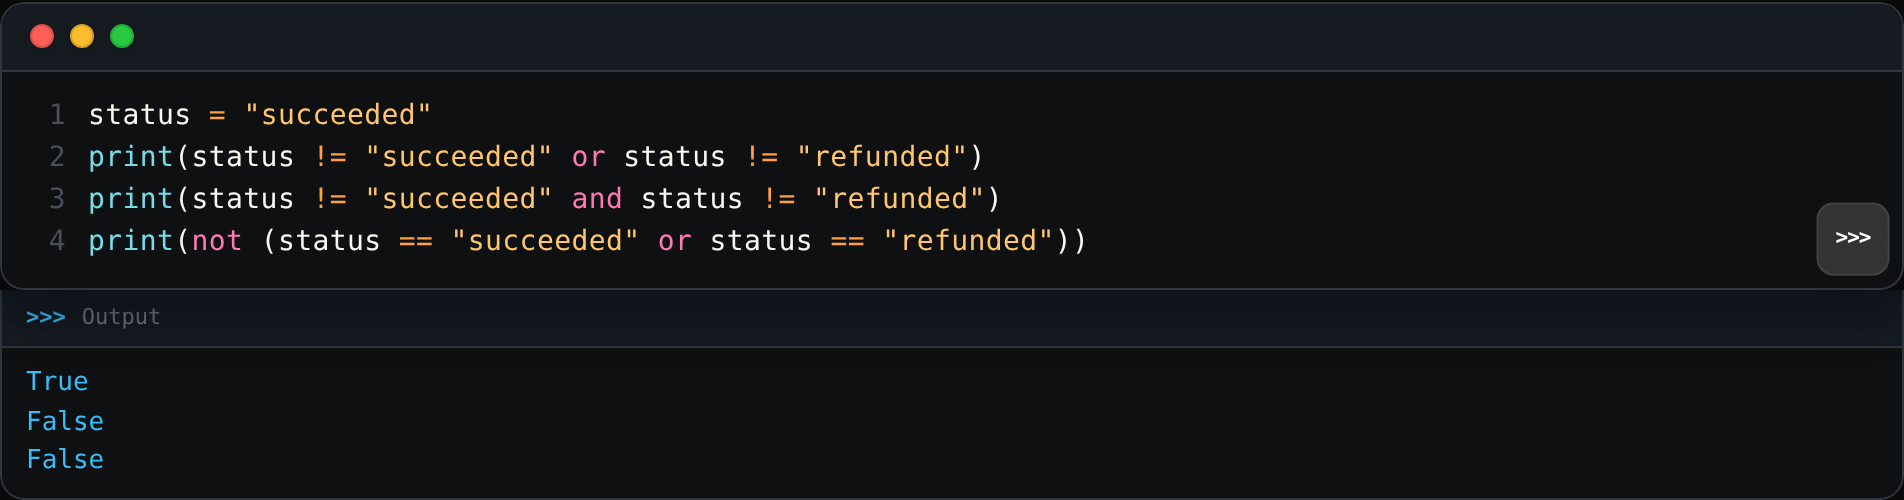 1 status = "succeeded"
2 print(status != "succeeded" or status != "refunded")
3 print(status != "succeeded" and status != "refunded")
4 print(not (status == "succeeded" or status == "refunded"))
>>>
>>> Output
True
False
False